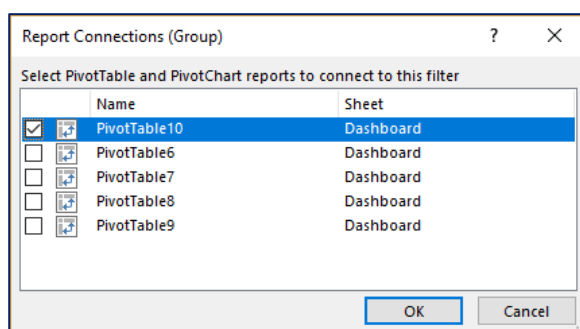 Report Connections (Group) ? ×
Select PivotTable and PivotChart reports to connect to this filter
Name Sheet
PivotTable10 Dashboard
PivotTable6 Dashboard
PivotTable7 Dashboard
PivotTable8 Dashboard
PivotTable9 Dashboard
OK Cancel